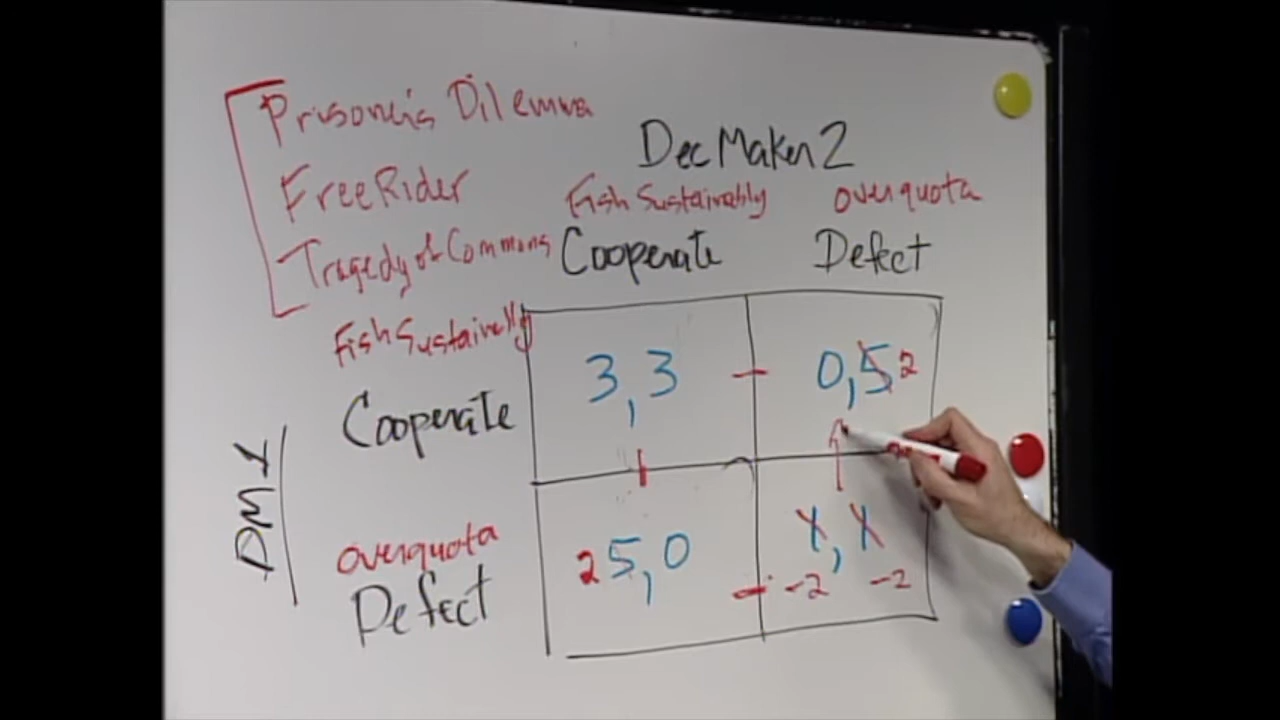 Prisoner's Dilemma
Free Rider
Tragedy of Commons
Dec Maker 2
Fish Sustainably
overquota
Cooperate
Defect
Fish Sustainably
Cooperate
3,3
0,5 2
DM 1
overquota
Defect
2 5,0
-2 -2